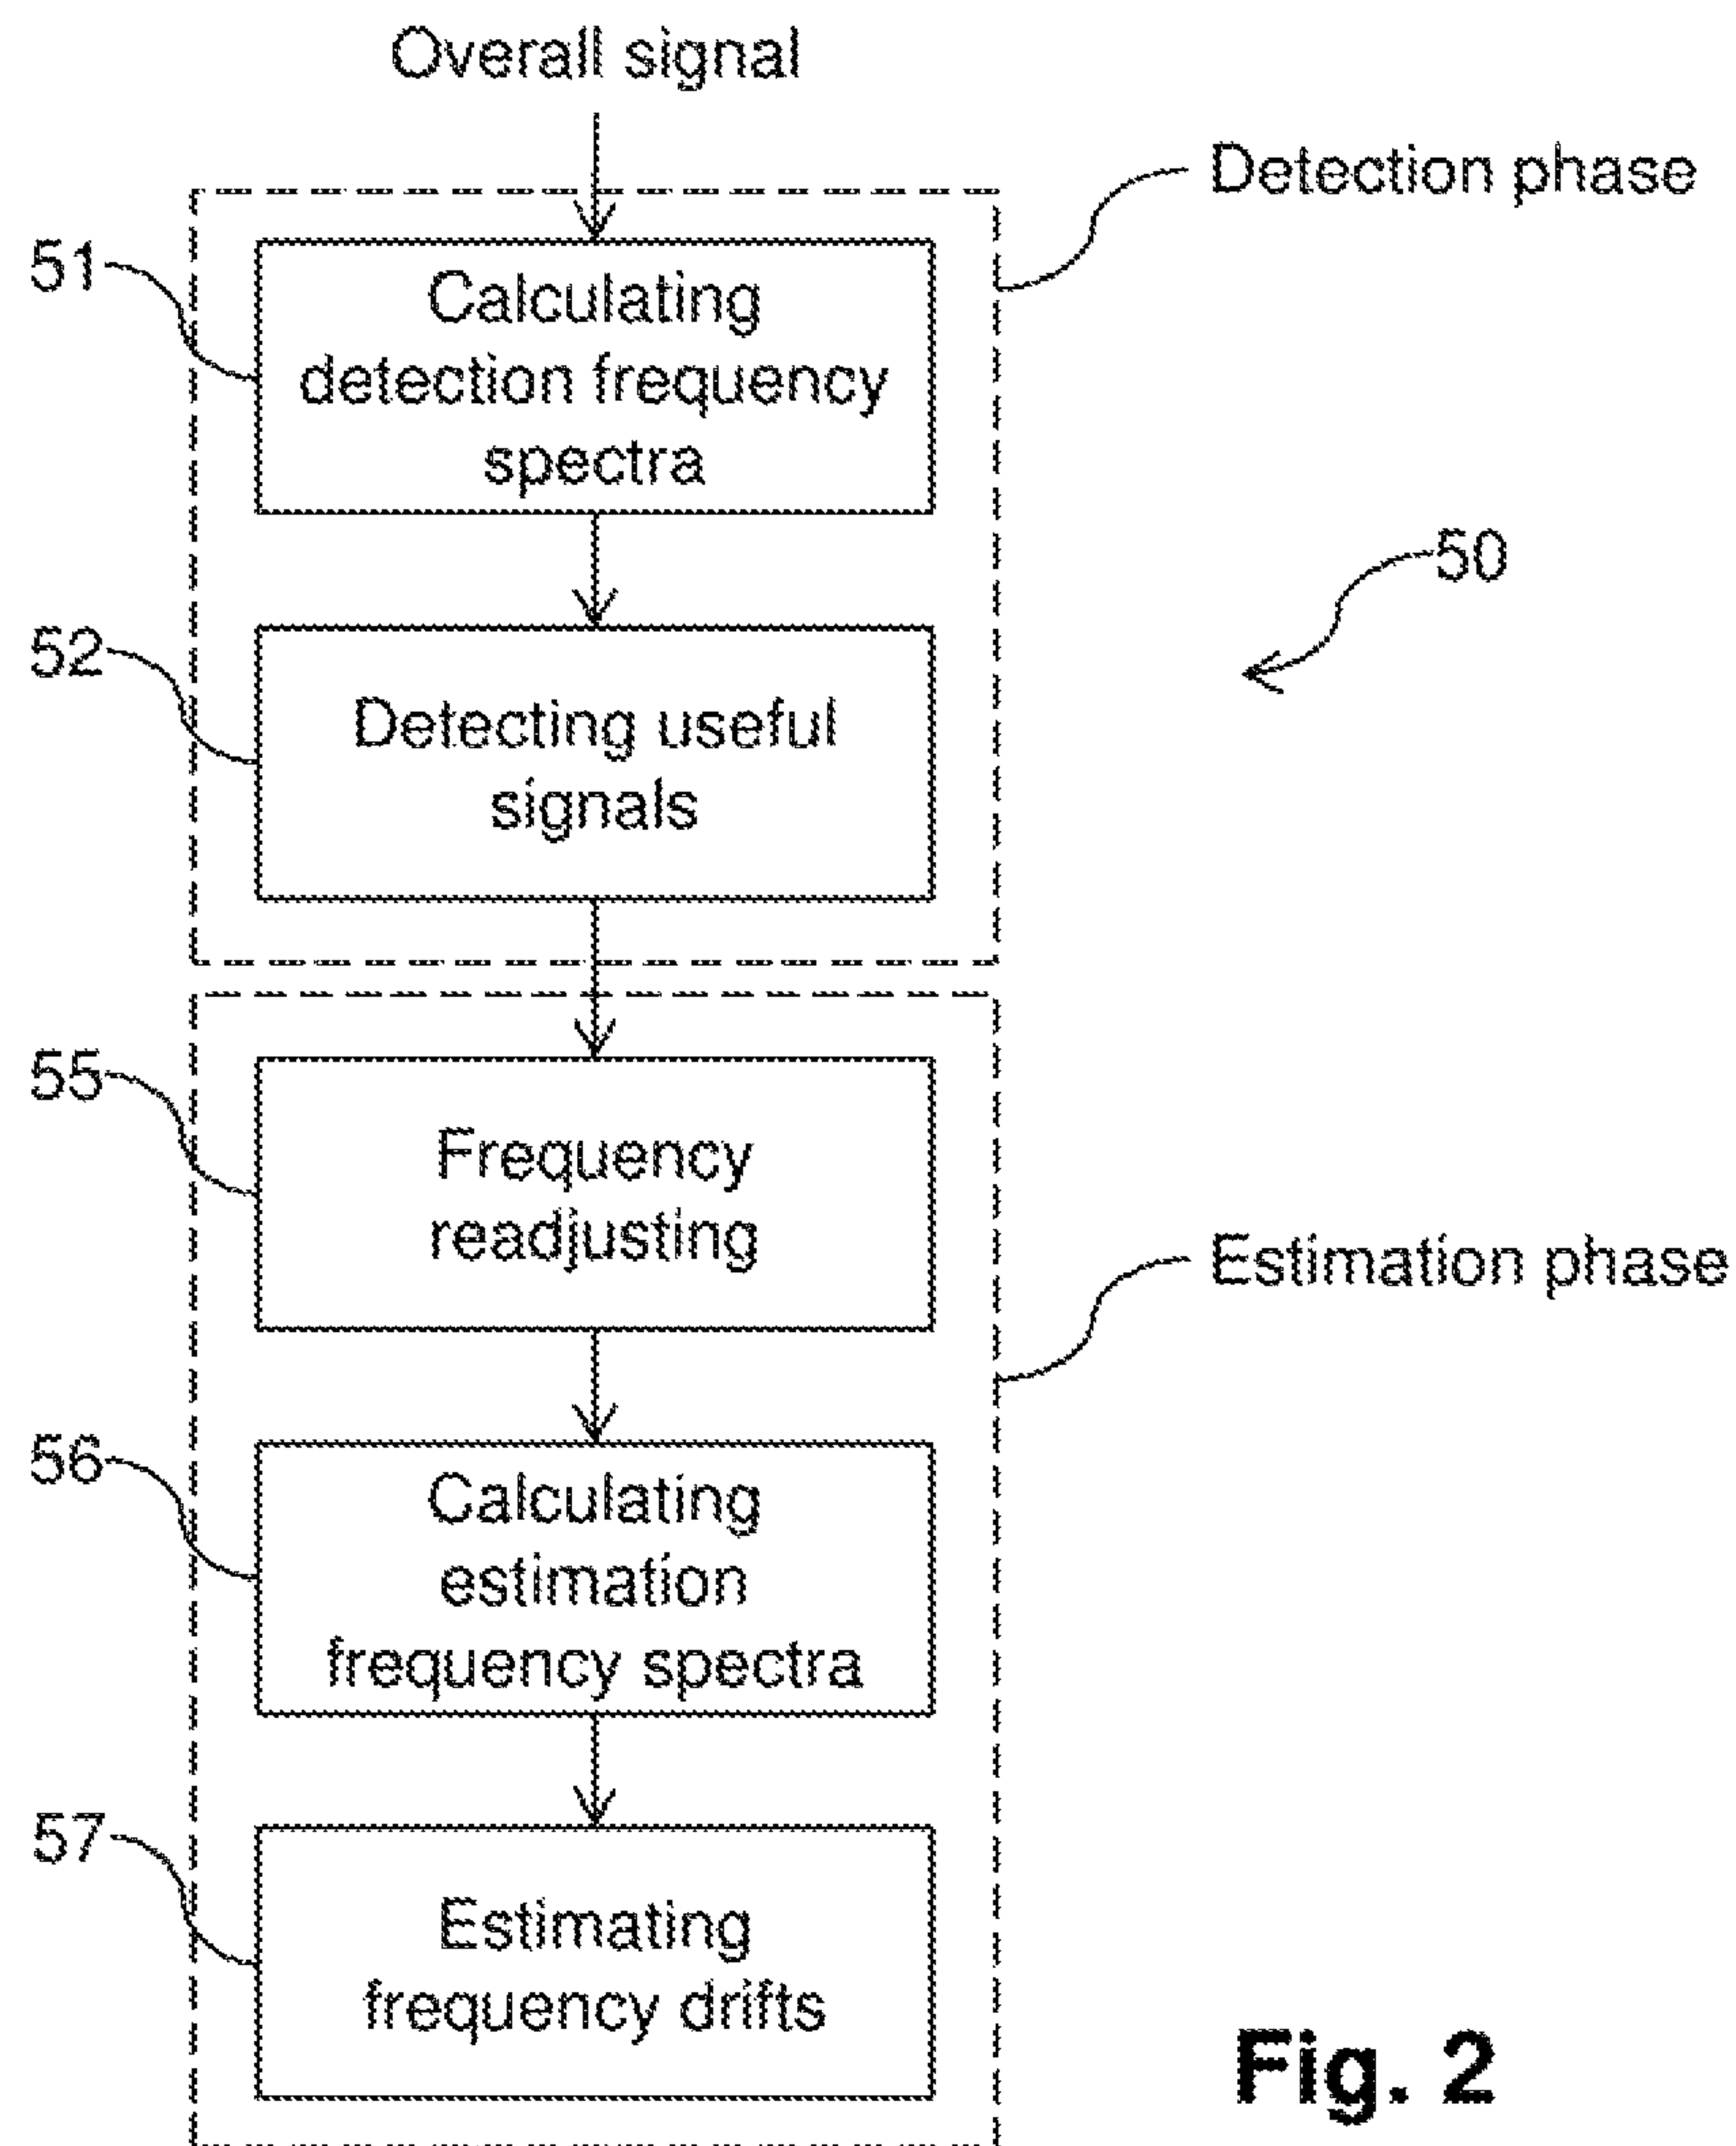 Overall signal
Detection phase
51
Calculating
detection frequency
spectra
50
52
Detecting useful
signals
55
Frequency
readjusting
Estimation phase
56
Calculating
estimation
frequency spectra
57
Estimating
frequency drifts
Fig. 2